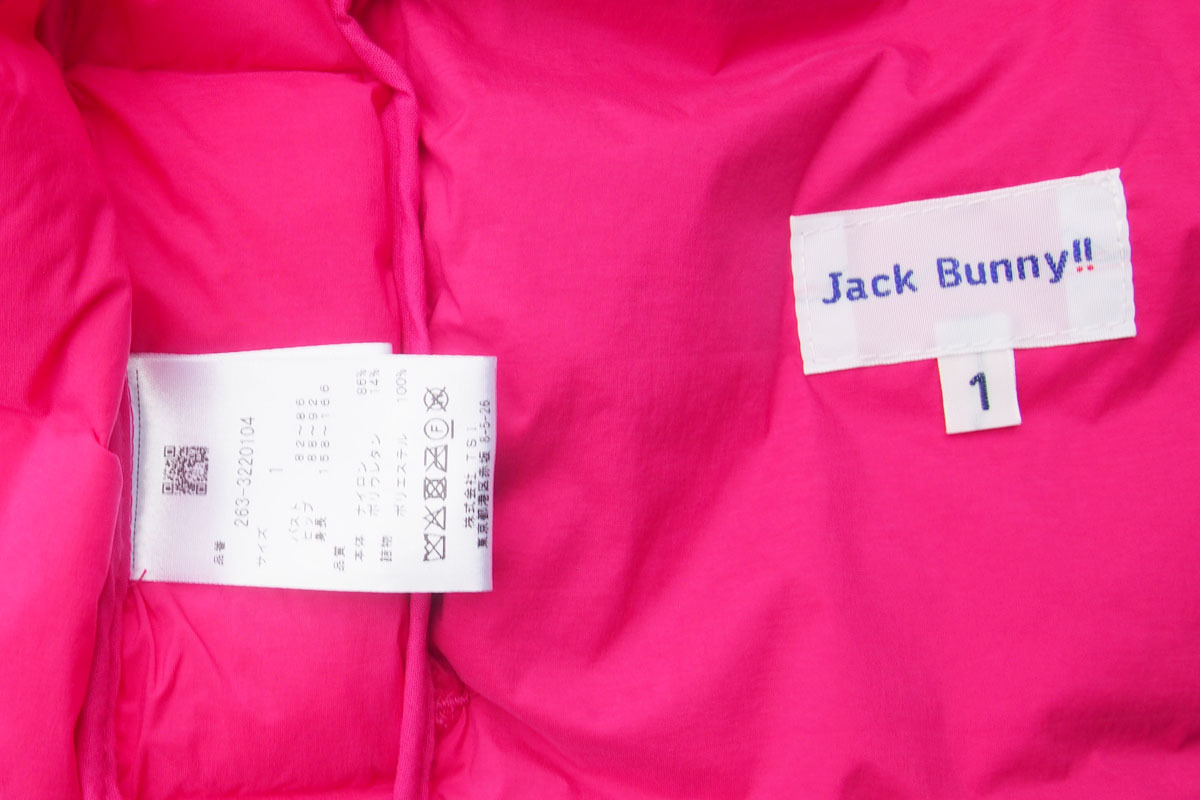 Jack Bunny!!
1
品番
263-3220104
サイズ
1
バスト 82~86
ヒップ 88~92
身長 158~166
品質
本体 ナイロン 86%
ポリウレタン 14%
詰物 ポリエステル 100%
株式会社 TSI
東京都港区赤坂 8-5-26